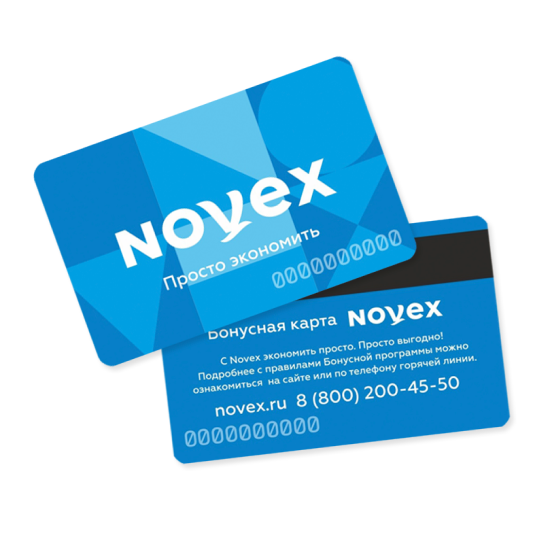 Novex
Просто экономить
0000000000
Бонусная карта Novex
С Novex экономить просто. Просто выгодно!
Подробнее с правилами Бонусной программы можно
ознакомиться на сайте или по телефону горячей линии.
novex.ru 8 (800) 200-45-50
0000000000